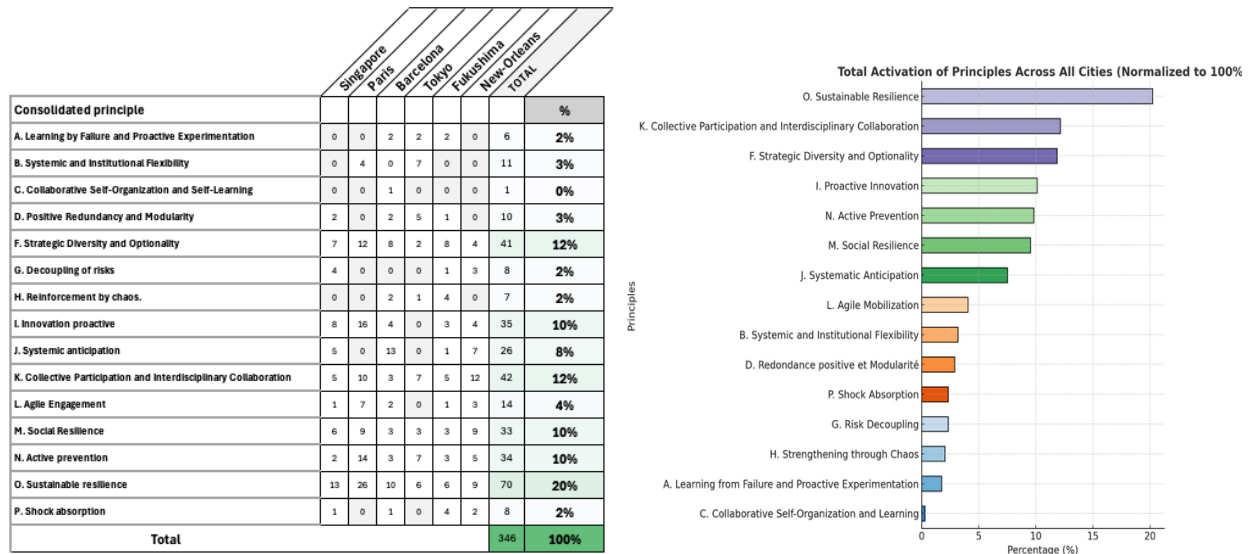 Singapore
Paris
Barcelona
Tokyo
Fukushima
New-Orleans
TOTAL
Consolidated principle %
A. Learning by Failure and Proactive Experimentation 0 0 2 2 2 0 6 2%
B. Systemic and Institutional Flexibility 0 4 0 7 0 0 11 3%
C. Collaborative Self-Organization and Self-Learning 0 0 1 0 0 0 1 0%
D. Positive Redundancy and Modularity 2 0 2 5 1 0 10 3%
F. Strategic Diversity and Optionality 7 12 8 2 8 4 41 12%
G. Decoupling of risks 4 0 0 0 1 3 8 2%
H. Reinforcement by chaos. 0 0 2 1 4 0 7 2%
I. Innovation proactive 8 16 4 0 3 4 35 10%
J. Systemic anticipation 5 0 13 0 1 7 26 8%
K. Collective Participation and Interdisciplinary Collaboration 5 10 3 7 5 12 42 12%
L. Agile Engagement 1 7 2 0 1 3 14 4%
M. Social Resilience 6 9 3 3 3 9 33 10%
N. Active prevention 2 14 3 7 3 5 34 10%
O. Sustainable resilience 13 26 10 6 6 9 70 20%
P. Shock absorption 1 0 1 0 4 2 8 2%
Total 346 100%
Total Activation of Principles Across All Cities (Normalized to 100%
Principles
O. Sustainable Resilience
K. Collective Participation and Interdisciplinary Collaboration
F. Strategic Diversity and Optionality
I. Proactive Innovation
N. Active Prevention
M. Social Resilience
J. Systematic Anticipation
L. Agile Mobilization
B. Systemic and Institutional Flexibility
D. Redondance positive et Modularité
P. Shock Absorption
G. Risk Decoupling
H. Strengthening through Chaos
A. Learning from Failure and Proactive Experimentation
C. Collaborative Self-Organization and Learning
0 5 10 15 20
Percentage (%)